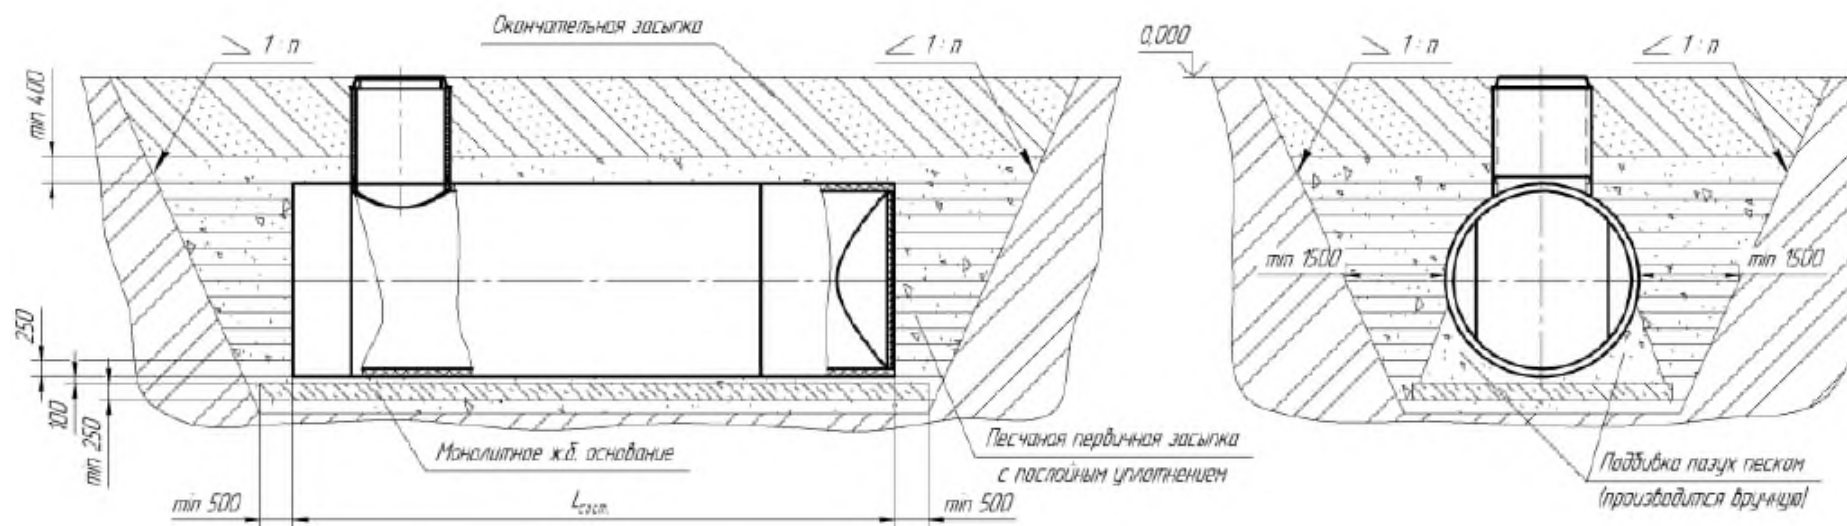 Окончательная засыпка
1 : n
1 : n
0,000
1 : n
1 : n
min 400
min 1500
min 1500
250
100
min 250
Монолитное ж.б. основание
Песчаная первичная засыпка
с послойным уплотнением
Подбивка пазух песком
(производится вручную)
min 500
Lсист.
min 500